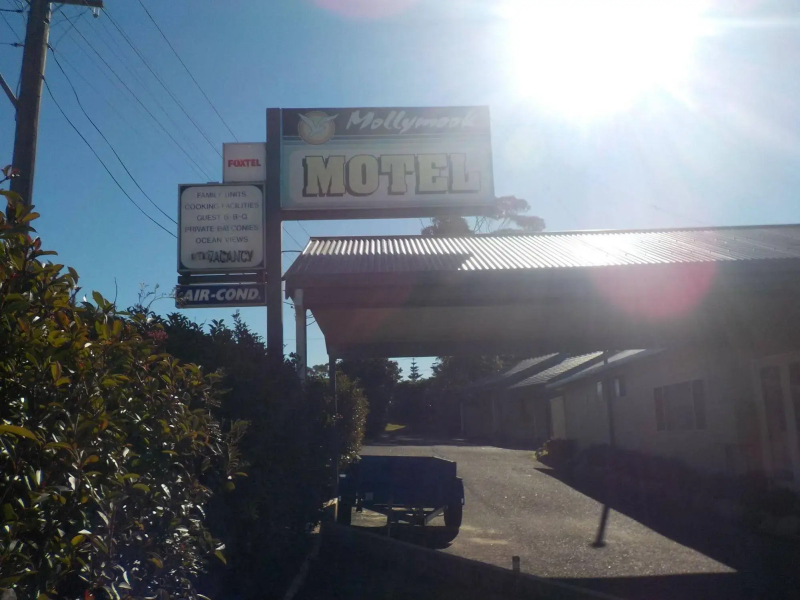 Mollymook
MOTEL
FOXTEL
FAMILY UNITS
COOKING FACILITIES
GUEST B-B-Q
PRIVATE BALCONIES
OCEAN VIEWS
VACANCY
AIR-COND.